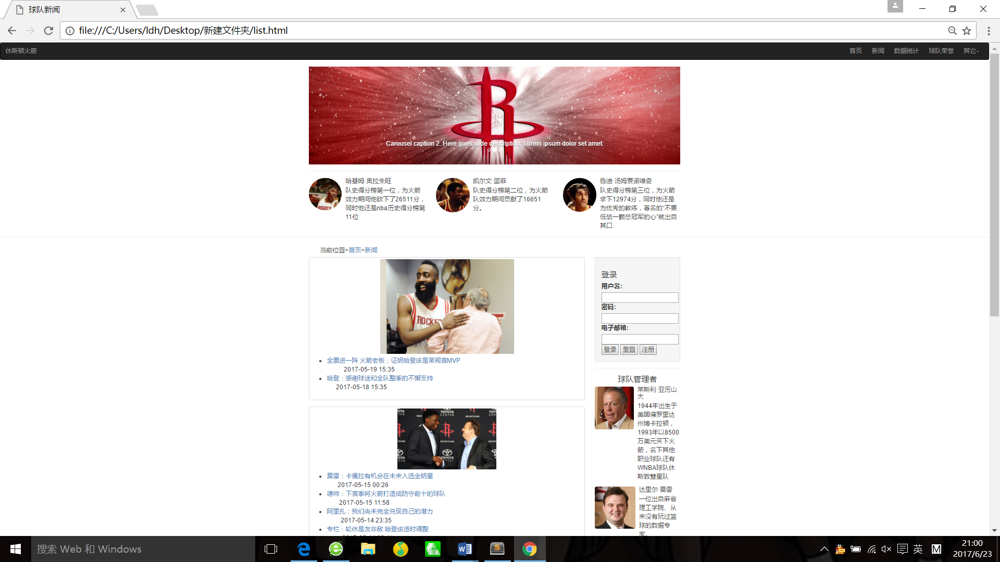 球队新闻
file:///C:/Users/ldh/Desktop/新建文件夹/list.html
休斯顿火箭
首页
新闻
数据统计
球队荣誉
其它
Carousel caption 2. Here goes slide description. Lorem ipsum dolor set amet.
哈基姆·奥拉朱旺
队史得分榜第一位，为火箭
效力期间他砍下了26511分，
同时他还是nba历史得分榜第
11位
凯尔文·墨菲
队史得分榜第二位，为火箭
队效力期间贡献了16651
分。
鲁迪·汤姆贾诺维奇
队史得分榜第三位，为火箭
拿下12974分，同时他还是
为优秀的教练，著名的“不要
低估一颗总冠军的心”就出自
其口.
当前位置>首页>新闻
全票进一阵 火箭老板：证明哈登该是常规赛MVP
2017-05-19 15:35
哈登：感谢球迷和全队整季的不懈支持
2017-05-18 15:35
TOYOTA
CENTER
ROCKETS.COM
莫雷：卡佩拉有机会在未来入选全明星
2017-05-15 00:26
德帅：下赛季将火箭打造成防守前十的球队
2017-05-15 11:58
阿里扎：我们尚未完全兑现自己的潜力
2017-05-14 23:35
专栏：轮休是友非敌 哈登该适时调整
登录
用户名:
密码:
电子邮箱:
登录 重置 注册
球队管理者
莱斯利·亚历山
大
1944年出生于
美国佛罗里达
州博卡拉顿，
1993年以8500
万美元买下火
箭，名下其他
职业球队还有
WNBA球队休
斯敦彗星队
达里尔·莫雷
一位出自麻省
理工学院、从
来没有玩过篮
球的数据专
家。
搜索 Web 和 Windows
英
M
21:00
2017/6/23